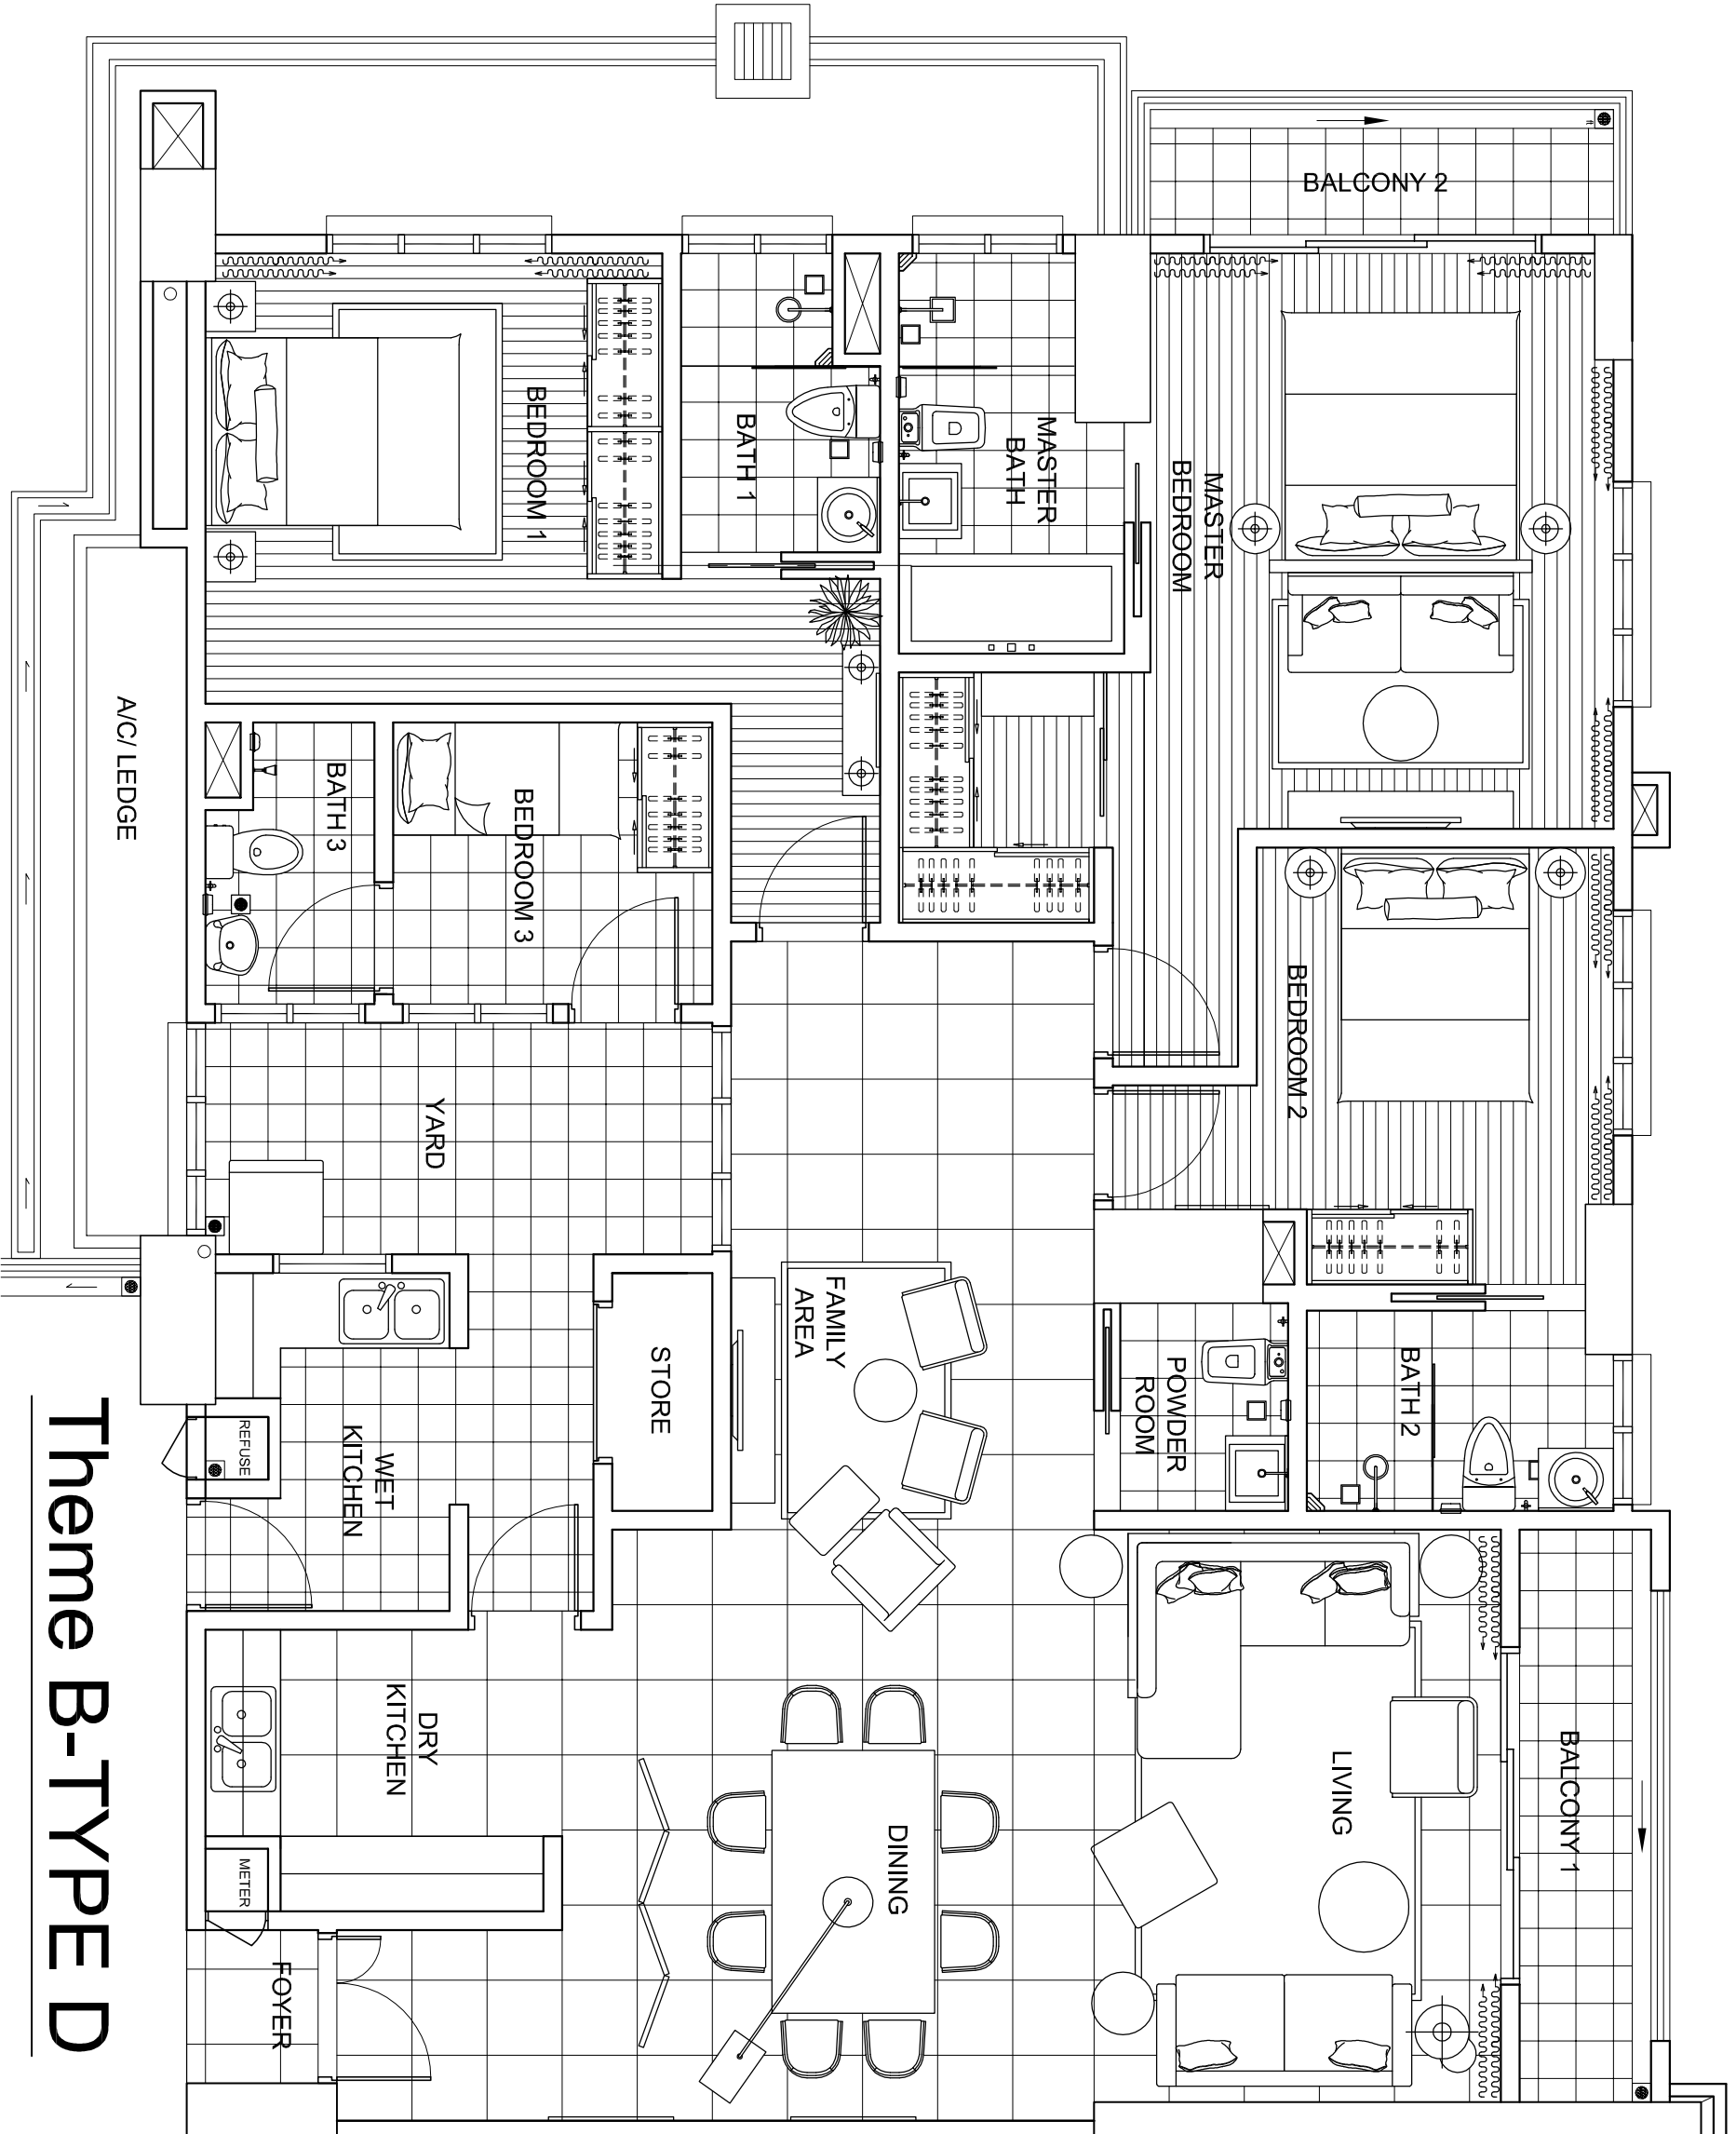 BALCONY 2
MASTER
BEDROOM
MASTER
BATH
BATH 1
BEDROOM 1
BEDROOM 2
BEDROOM 3
BATH 3
A/C/ LEDGE
YARD
FAMILY
AREA
STORE
POWDER
ROOM
BATH 2
WET
KITCHEN
REFUSE
DRY
KITCHEN
METER
DINING
LIVING
BALCONY 1
FOYER
Theme B-TYPE D